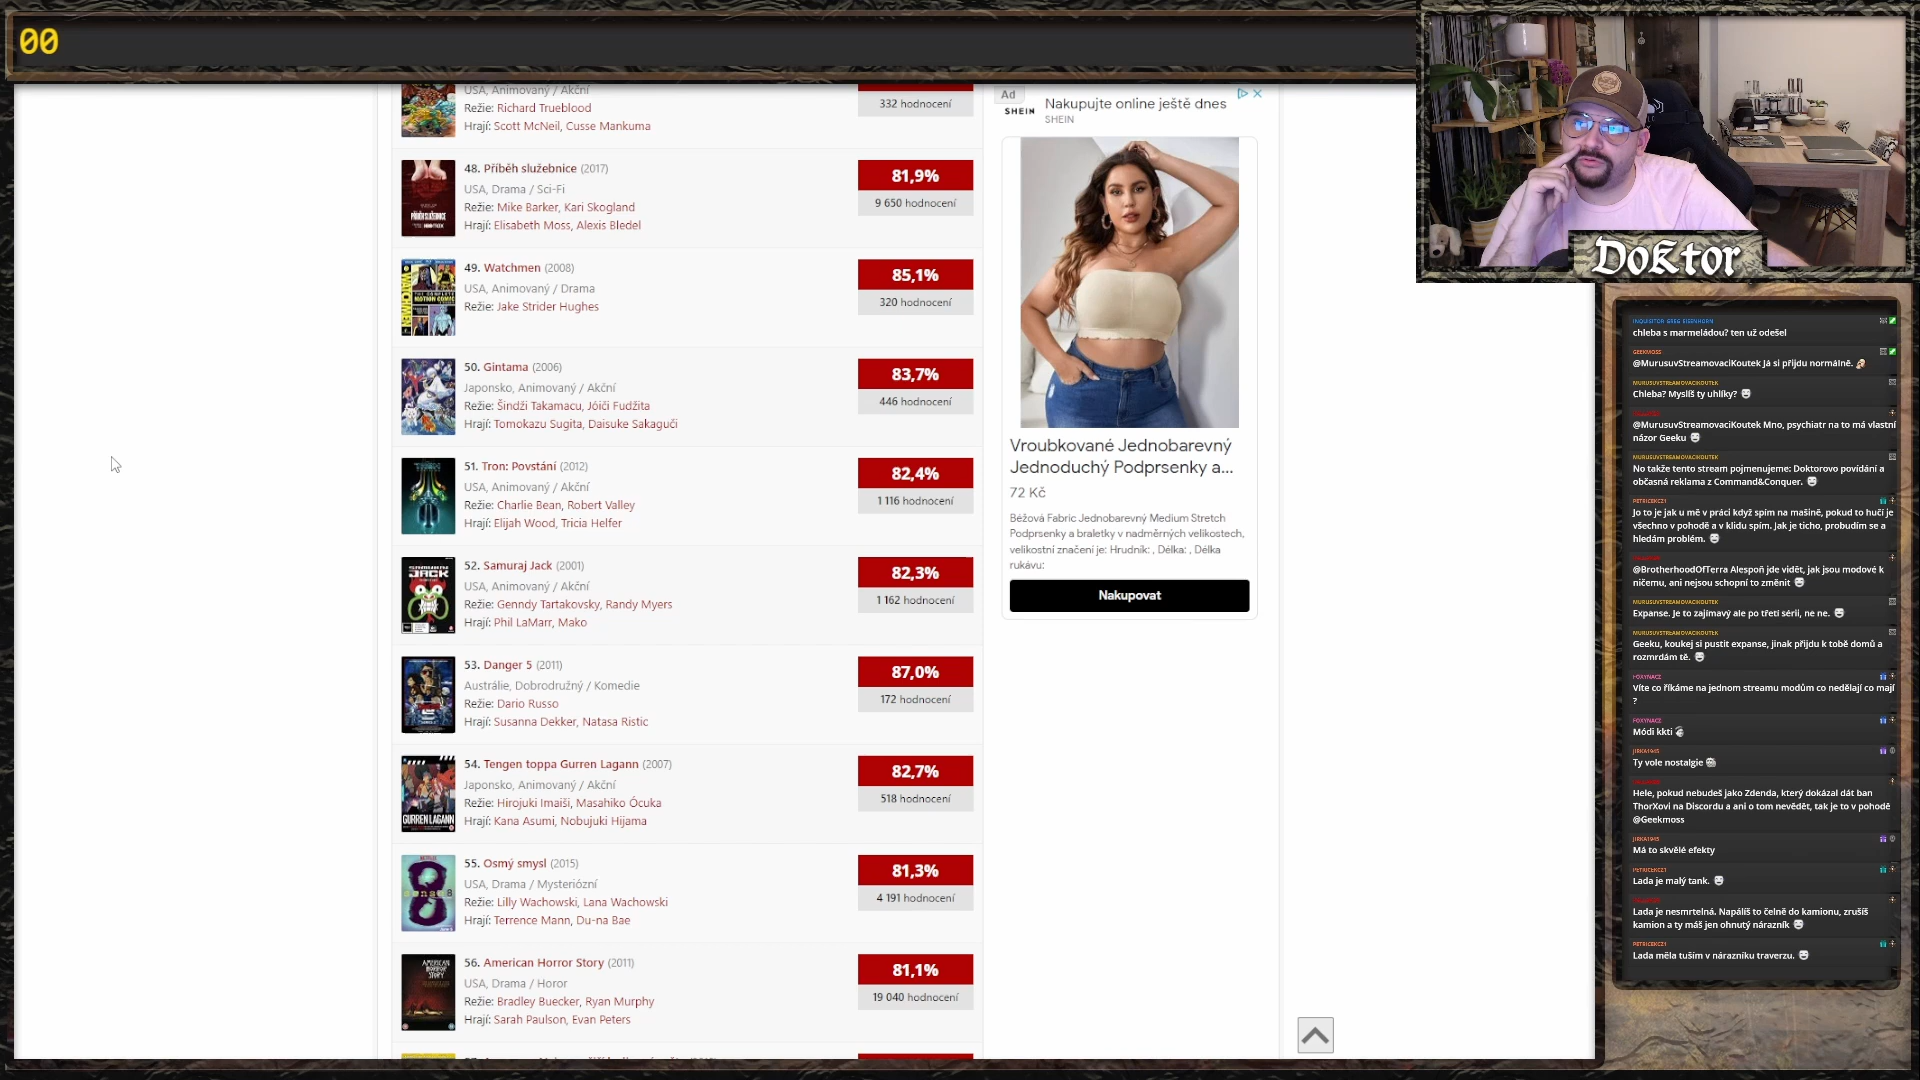 00
USA, Animovaný / Akční
Režie: Richard Trueblood
Hrají: Scott McNeil, Cusse Mankuma
332 hodnocení
48. Příběh služebnice (2017)
USA, Drama / Sci-Fi
Režie: Mike Barker, Kari Skogland
Hrají: Elisabeth Moss, Alexis Bledel
81,9%
9 650 hodnocení
49. Watchmen (2008)
USA, Animovaný / Drama
Režie: Jake Strider Hughes
85,1%
320 hodnocení
50. Gintama (2006)
Japonsko, Animovaný / Akční
Režie: Šindži Takamacu, Jóiči Fudžita
Hrají: Tomokazu Sugita, Daisuke Sakaguči
83,7%
446 hodnocení
51. Tron: Povstání (2012)
USA, Animovaný / Akční
Režie: Charlie Bean, Robert Valley
Hrají: Elijah Wood, Tricia Helfer
82,4%
1 116 hodnocení
52. Samuraj Jack (2001)
USA, Animovaný / Akční
Režie: Genndy Tartakovsky, Randy Myers
Hrají: Phil LaMarr, Mako
82,3%
1 162 hodnocení
53. Danger 5 (2011)
Austrálie, Dobrodružný / Komedie
Režie: Dario Russo
Hrají: Susanna Dekker, Natasa Ristic
87,0%
172 hodnocení
54. Tengen toppa Gurren Lagann (2007)
Japonsko, Animovaný / Akční
Režie: Hirojuki Imaiši, Masahiko Ócuka
Hrají: Kana Asumi, Nobujuki Hijama
82,7%
518 hodnocení
55. Osmý smysl (2015)
USA, Drama / Mysteriózní
Režie: Lilly Wachowski, Lana Wachowski
Hrají: Terrence Mann, Du-na Bae
81,3%
4 191 hodnocení
56. American Horror Story (2011)
USA, Drama / Horor
Režie: Bradley Buecker, Ryan Murphy
Hrají: Sarah Paulson, Evan Peters
81,1%
19 040 hodnocení
Ad
SHEIN
Nakupujte online ještě dnes
SHEIN
Vroubkované Jednobarevný
Jednoduchý Podprsenky a...
72 Kč
Béžová Fabric Jednobarevný Medium Stretch
Podprsenky a braletky v nadměrných velikostech,
velikostní značení je: Hrudník: , Délka: , Délka
rukávu:
Nakupovat
Doktor
INQUISITOR GREG EISENHORN
chleba s marmeládou? ten už odešel
GEEKMOSS
@MurusuvStreamovaciKoutek Já si přijdu normálně.
MURUSUVSTREAMOVACIKOUTEK
Chleba? Myslíš ty uhlíky?
@MurusuvStreamovaciKoutek Mno, psychiatr na to má vlastní
názor Geeku
MURUSUVSTREAMOVACIKOUTEK
No takže tento stream pojmenujeme: Doktorovo povídání a
občasná reklama z Command&Conquer.
PETRICEKCZ1
Jo to je jak u mě v práci když spím na mašině, pokud to hučí je
všechno v pohodě a v klidu spím. Jak je ticho, probudím se a
hledám problém.
@BrotherhoodOfTerra Alespoň jde vidět, jak jsou modové k
ničemu, ani nejsou schopní to změnit
MURUSUVSTREAMOVACIKOUTEK
Expanse. Je to zajímavý ale po třetí sérii, ne ne.
MURUSUVSTREAMOVACIKOUTEK
Geeku, koukej si pustit expanse, jinak přijdu k tobě domů a
rozmrdám tě.
FOXYNACZ
Víte co říkáme na jednom streamu modům co nedělají co mají
?
FOXYNACZ
Módi kkti
JIRKA1945
Ty vole nostalgie
Hele, pokud nebudeš jako Zdenda, který dokázal dát ban
ThorXovi na Discordu a ani o tom nevědět, tak je to v pohodě
@Geekmoss
JIRKA1945
Má to skvělé efekty
PETRICEKCZ1
Lada je malý tank.
Lada je nesmrtelná. Napálíš to čelně do kamionu, zrušíš
kamion a ty máš jen ohnutý nárazník
PETRICEKCZ1
Lada měla tuším v nárazníku traverzu.